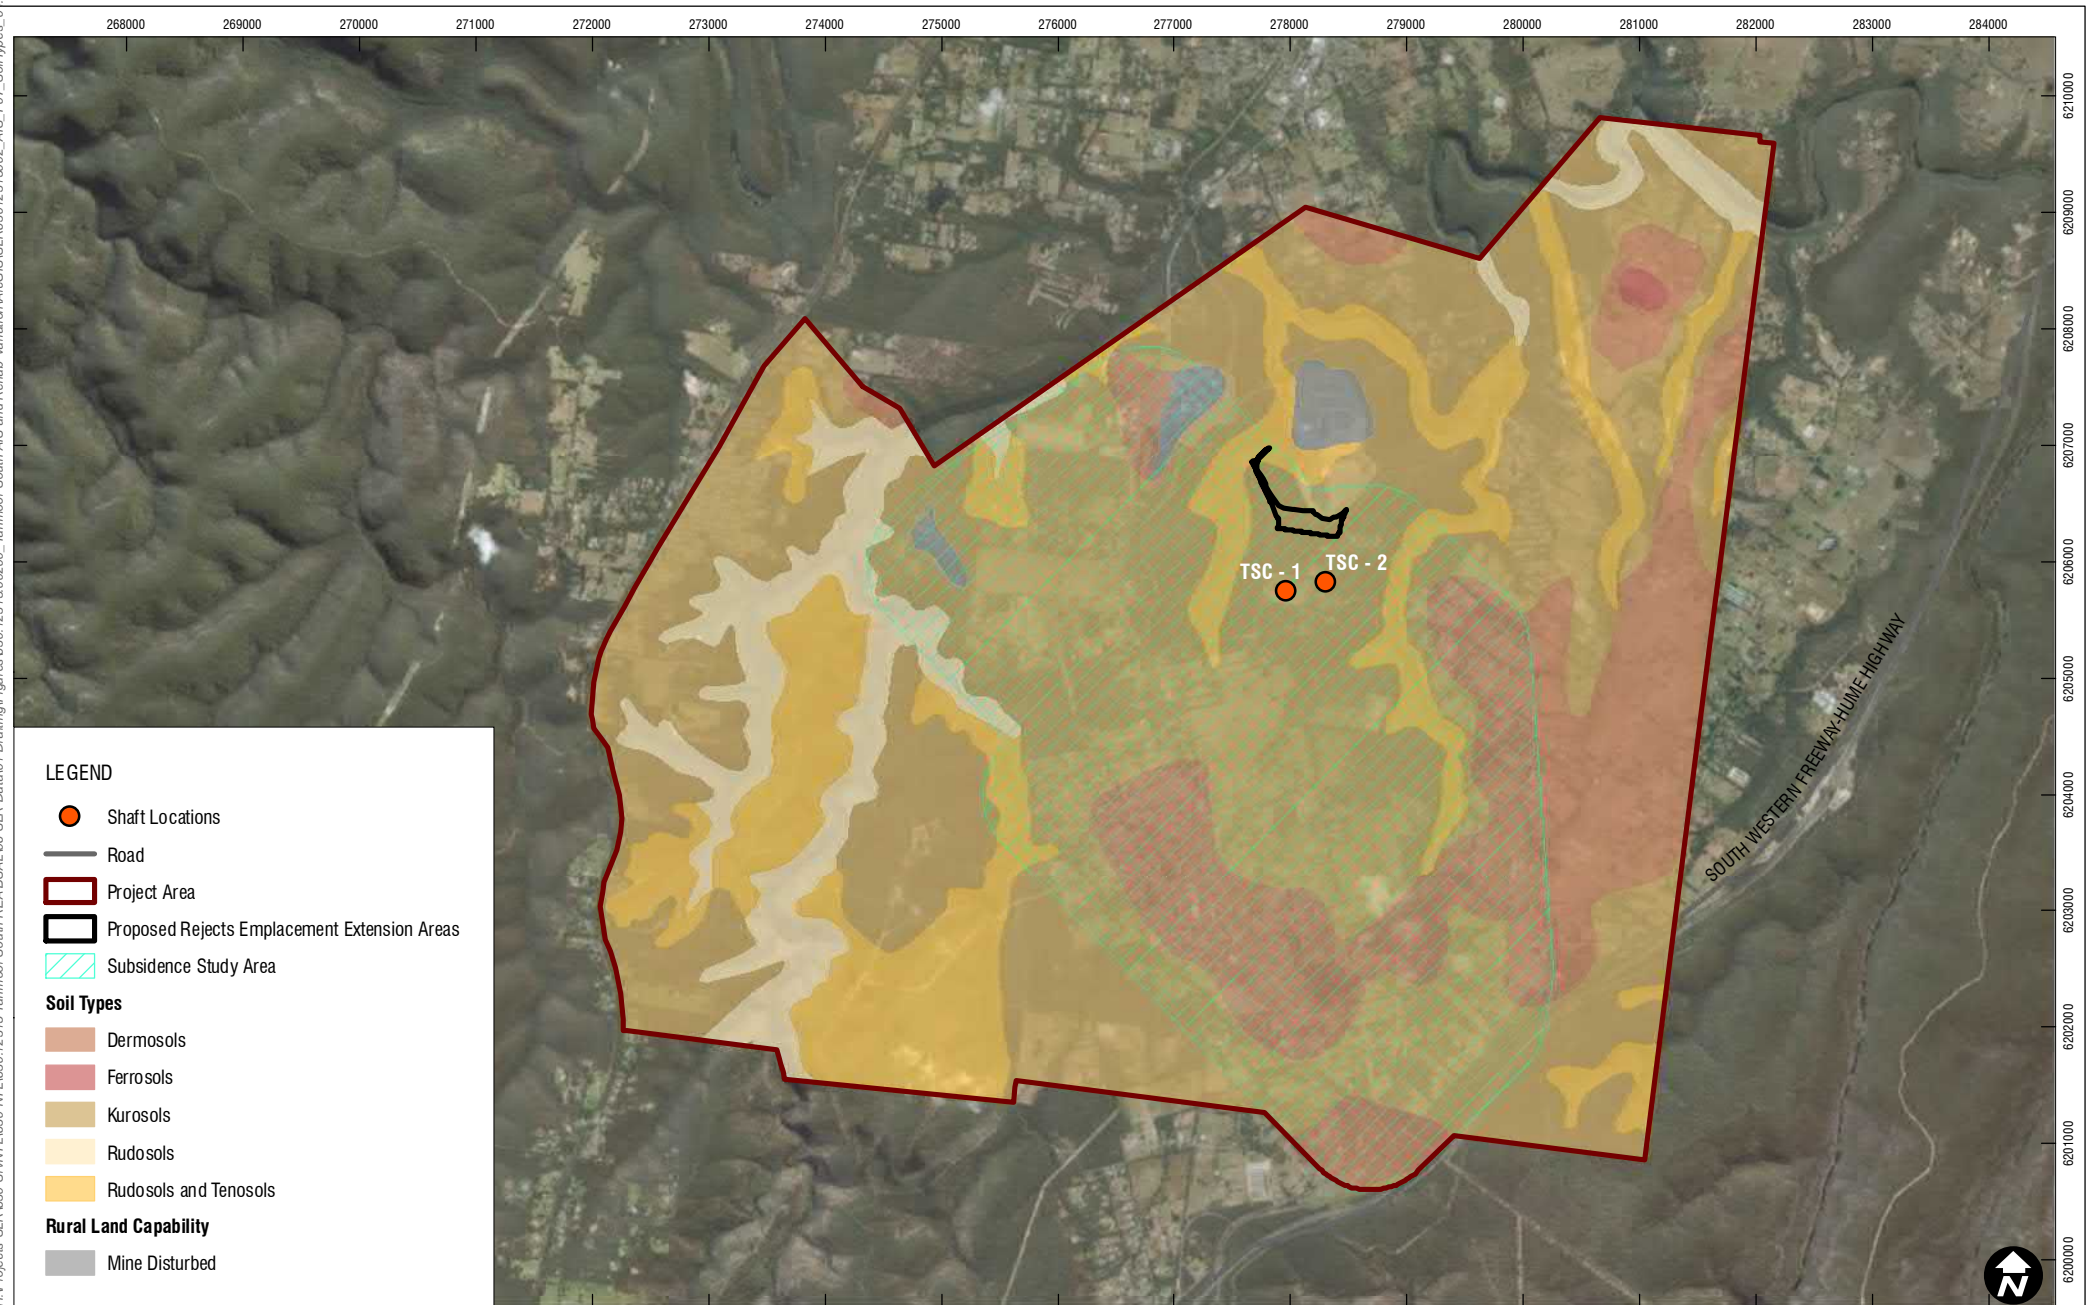 268000 269000 270000 271000 272000 273000 274000 275000 276000 277000 278000 279000 280000 281000 282000 283000 284000
6210000
6209000
6208000
6207000
6206000
6205000
6204000
6203000
6202000
6201000
6200000
TSC - 1
TSC - 2
SOUTH WESTERN FREEWAY-HUME HIGHWAY
LEGEND
Shaft Locations
Road
Project Area
Proposed Rejects Emplacement Extension Areas
Subsidence Study Area
Soil Types
Dermosols
Ferrosols
Kurosols
Rudosols
Rudosols and Tenosols
Rural Land Capability
Mine Disturbed
N